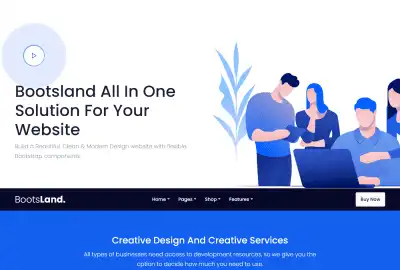 Bootsland All In One
Solution For Your
Website
Build a Beautiful, Clean & Modern Design website with flexible
Bootstrap components.
BootsLand.
Home Pages Shop Features
Buy Now
Creative Design And Creative Services
All types of businesses need access to development resources, so we give you the
option to decide how much you need to use.